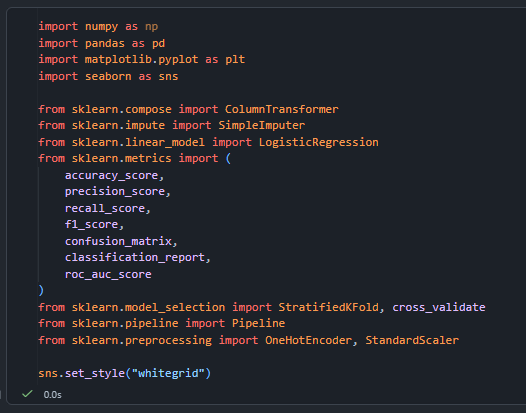 import numpy as np
import pandas as pd
import matplotlib.pyplot as plt
import seaborn as sns

from sklearn.compose import ColumnTransformer
from sklearn.impute import SimpleImputer
from sklearn.linear_model import LogisticRegression
from sklearn.metrics import (
    accuracy_score,
    precision_score,
    recall_score,
    f1_score,
    confusion_matrix,
    classification_report,
    roc_auc_score
)
from sklearn.model_selection import StratifiedKFold, cross_validate
from sklearn.pipeline import Pipeline
from sklearn.preprocessing import OneHotEncoder, StandardScaler

sns.set_style("whitegrid")
0.0s